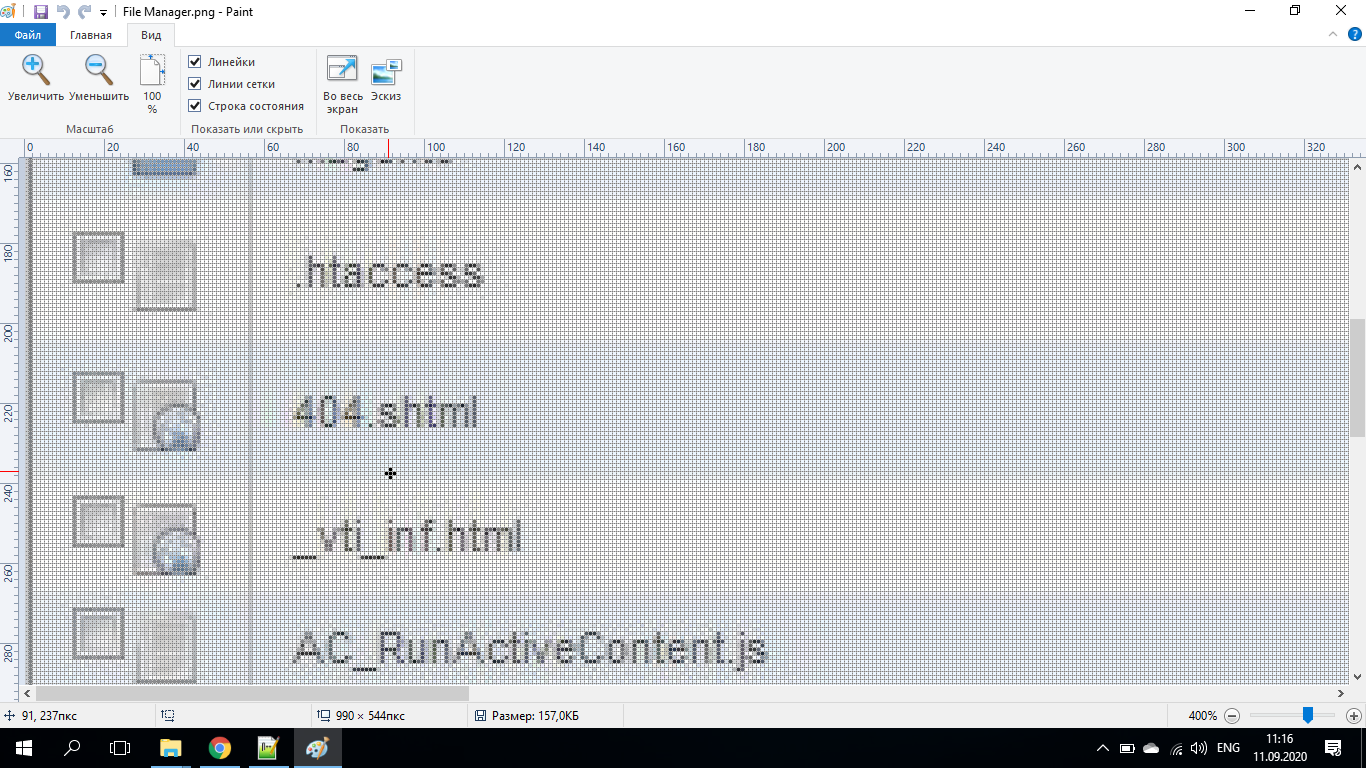 File Manager.png - Paint
Файл Главная Вид
Увеличить Уменьшить 100 %
Линейки
Линии сетки
Строка состояния
Во весь экран Эскиз
Масштаб Показать или скрыть Показать
0 20 40 60 80 100 120 140 160 180 200 220 240 260 280 300 320
160
180
200
220
240
260
280
.htaccess
404.shtml
_vti_inf.html
AC_RunActiveContent.js
91, 237пкс 990 × 544пкс Размер: 157,0КБ 400%
ENG 11:16
11.09.2020